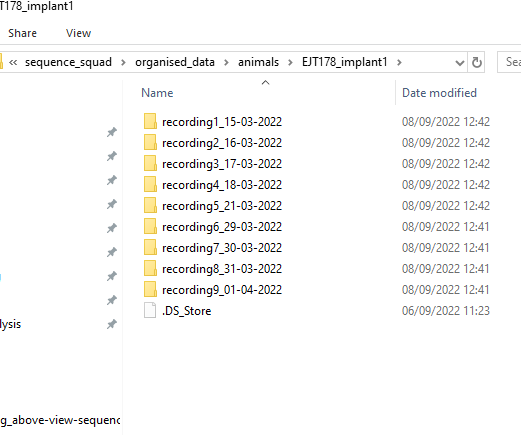 JT178_implant1
Share View
« sequence_squad › organised_data › animals › EJT178_implant1 › Sea
Name Date modified
recording1_15-03-2022 08/09/2022 12:42
recording2_16-03-2022 08/09/2022 12:42
recording3_17-03-2022 08/09/2022 12:42
recording4_18-03-2022 08/09/2022 12:42
recording5_21-03-2022 08/09/2022 12:42
recording6_29-03-2022 08/09/2022 12:41
recording7_30-03-2022 08/09/2022 12:41
recording8_31-03-2022 08/09/2022 12:41
recording9_01-04-2022 08/09/2022 12:41
.DS_Store 06/09/2022 11:23
lysis
g_above-view-sequenc